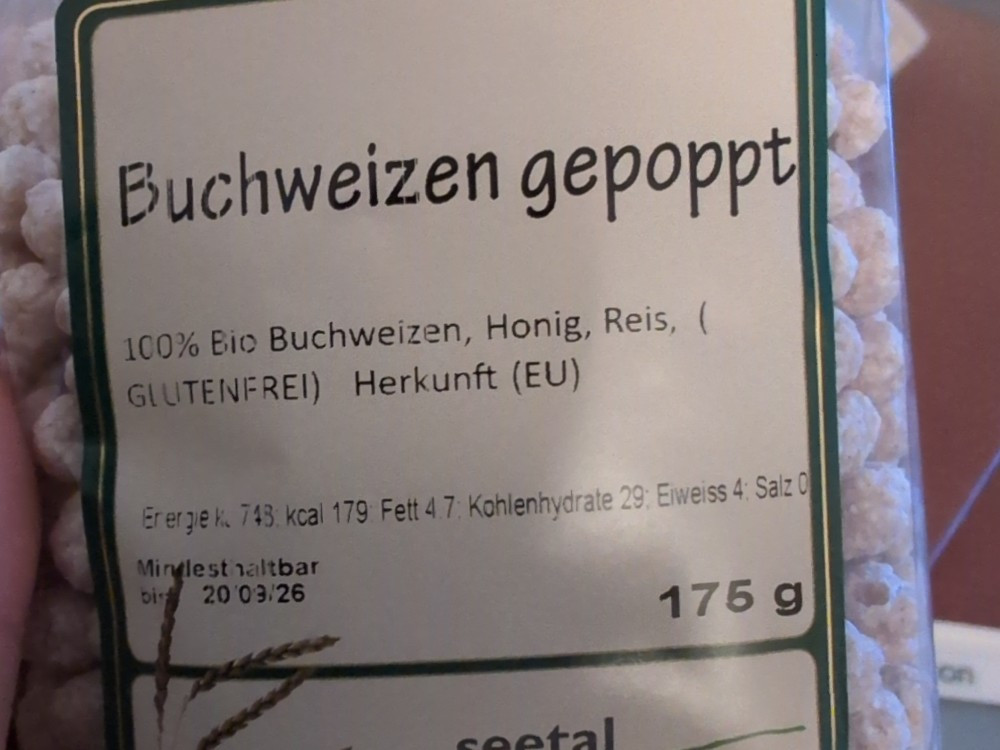 Buchweizen gepoppt
100% Bio Buchweizen, Honig, Reis, (
GLUTENFREI) Herkunft (EU)
kcal 179: Fett 4.7: Kohlenhydrate 29: Eiweiss 4: Salz 0
Mindesthaltbar
bis 20/09/26
175 g
seetal